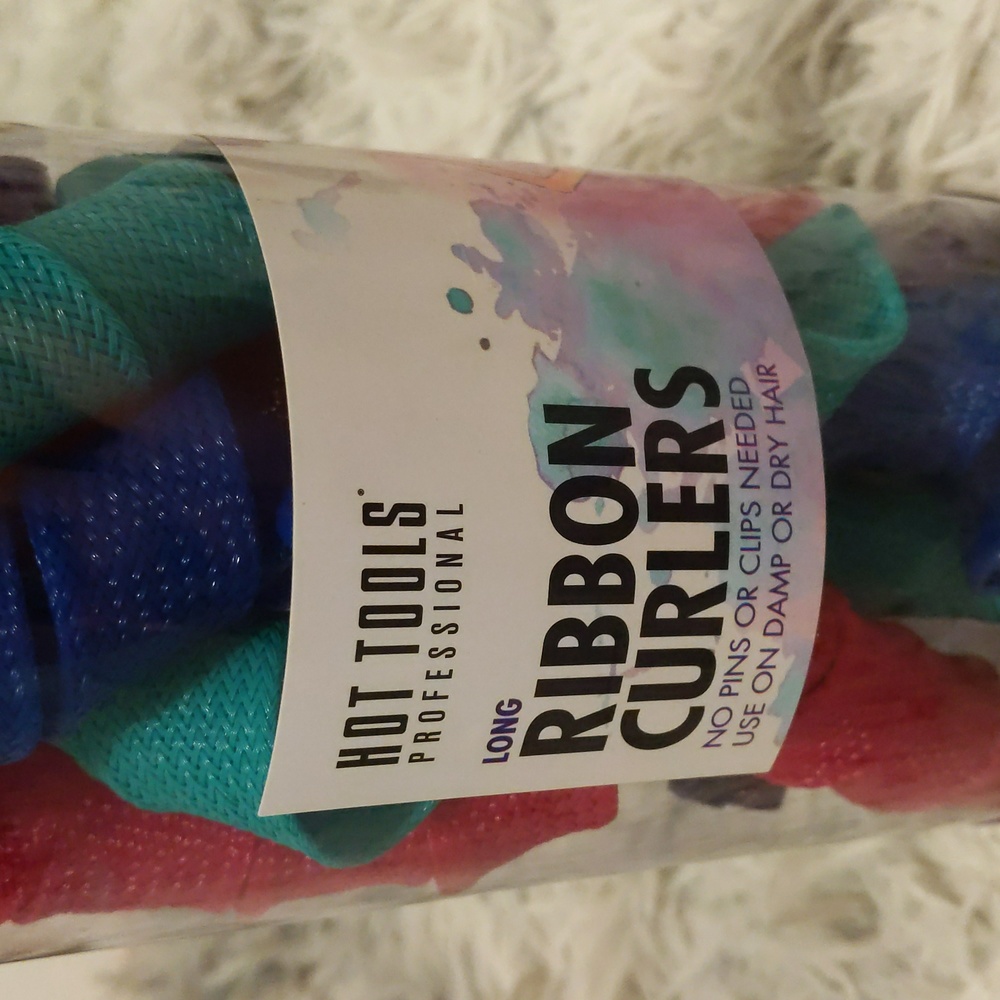 HOT TOOLS
PROFESSIONAL
LONG
RIBBON
CURLERS
NO PINS OR CLIPS NEEDED
USE ON DAMP OR DRY HAIR